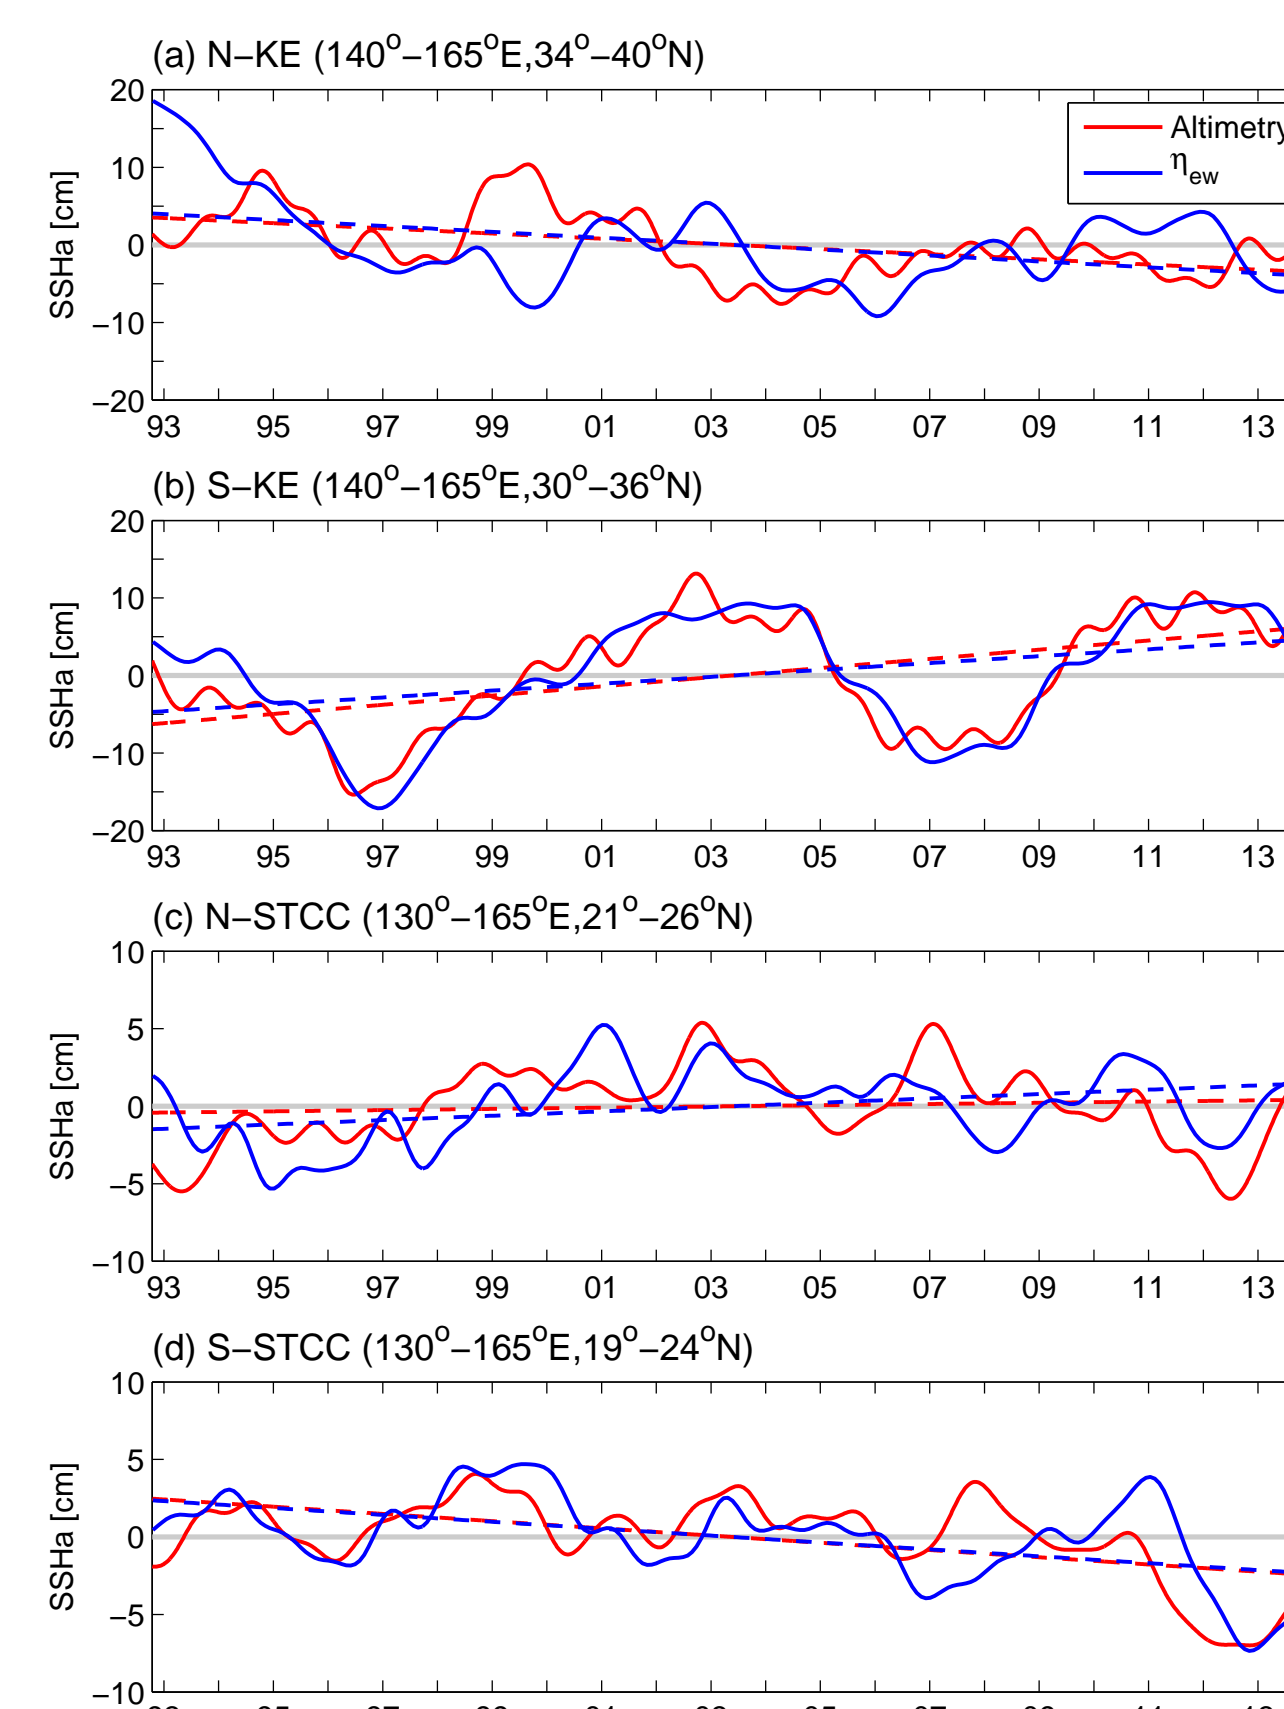 (a) N−KE (140°−165°E,34°−40°N)
20
10
0
−10
−20
SSHa [cm]
Altimetry
η_ew
93 95 97 99 01 03 05 07 09 11 13
(b) S−KE (140°−165°E,30°−36°N)
20
10
0
−10
−20
SSHa [cm]
93 95 97 99 01 03 05 07 09 11 13
(c) N−STCC (130°−165°E,21°−26°N)
10
5
0
−5
−10
SSHa [cm]
93 95 97 99 01 03 05 07 09 11 13
(d) S−STCC (130°−165°E,19°−24°N)
10
5
0
−5
−10
SSHa [cm]